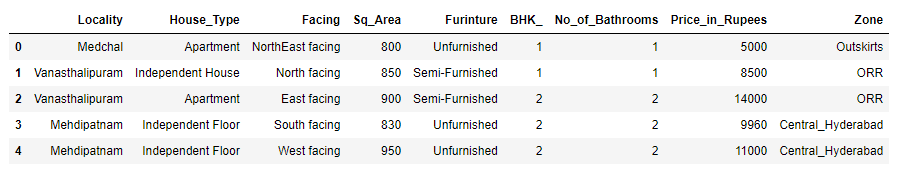 Locality House_Type Facing Sq_Area Furinture BHK_ No_of_Bathrooms Price_in_Rupees Zone
0 Medchal Apartment NorthEast facing 800 Unfurnished 1 1 5000 Outskirts
1 Vanasthalipuram Independent House North facing 850 Semi-Furnished 1 1 8500 ORR
2 Vanasthalipuram Apartment East facing 900 Semi-Furnished 2 2 14000 ORR
3 Mehdipatnam Independent Floor South facing 830 Unfurnished 2 2 9960 Central_Hyderabad
4 Mehdipatnam Independent Floor West facing 950 Unfurnished 2 2 11000 Central_Hyderabad